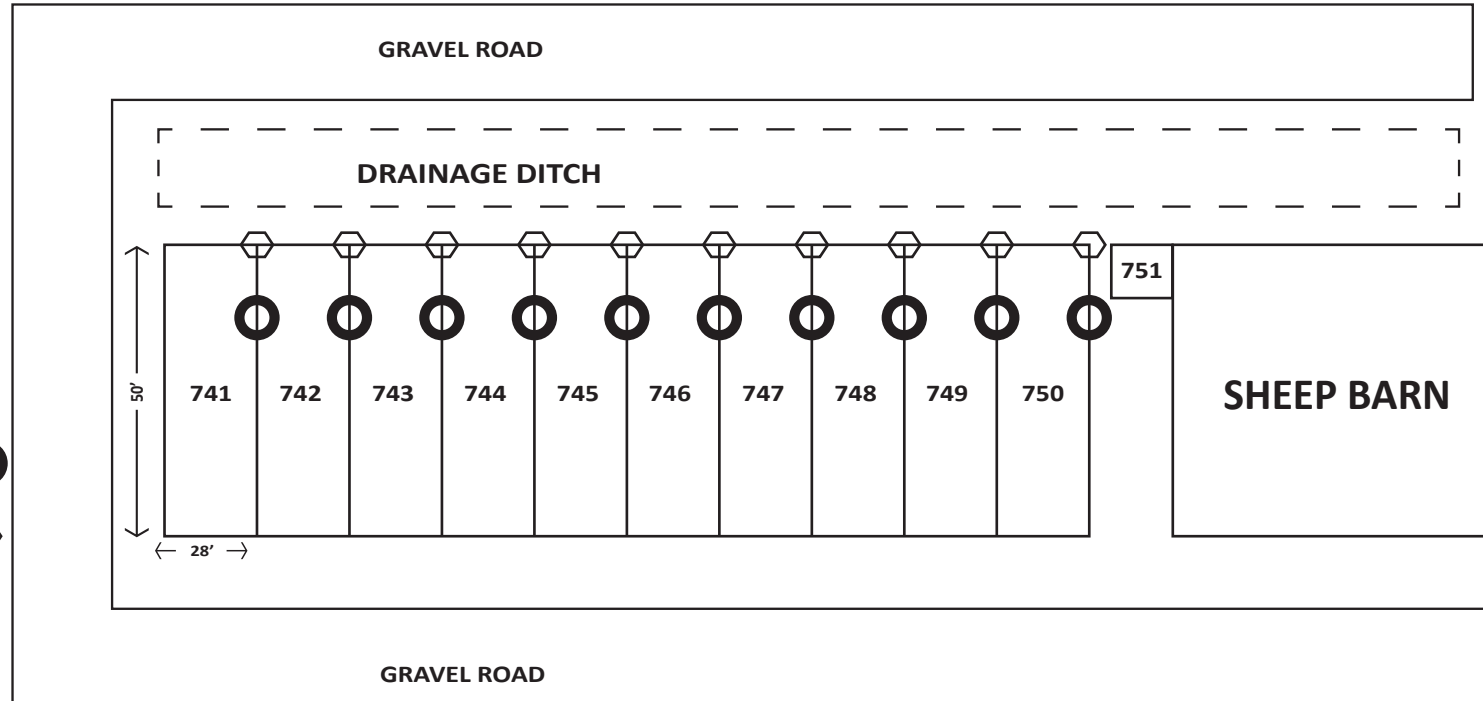 GRAVEL ROAD
DRAINAGE DITCH
751
50'
741 742 743 744 745 746 747 748 749 750
SHEEP BARN
28'
GRAVEL ROAD